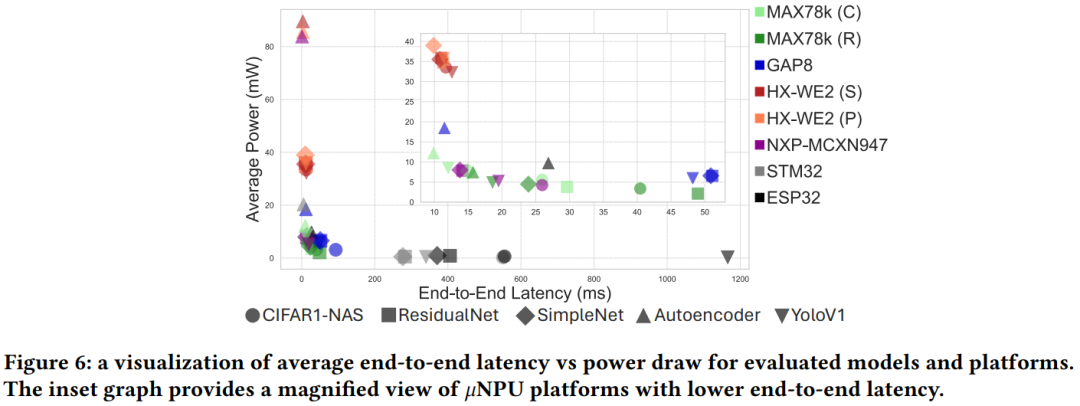 Average Power (mW)
80
60
40
20
0
40
35
30
25
20
15
10
5
0
10 15 20 25 30 35 40 45 50
0 200 400 600 800 1000 1200
End-to-End Latency (ms)
MAX78k (C)
MAX78k (R)
GAP8
HX-WE2 (S)
HX-WE2 (P)
NXP-MCXN947
STM32
ESP32
CIFAR1-NAS ResidualNet SimpleNet Autoencoder YoloV1
Figure 6: a visualization of average end-to-end latency vs power draw for evaluated models and platforms.
The inset graph provides a magnified view of μNPU platforms with lower end-to-end latency.